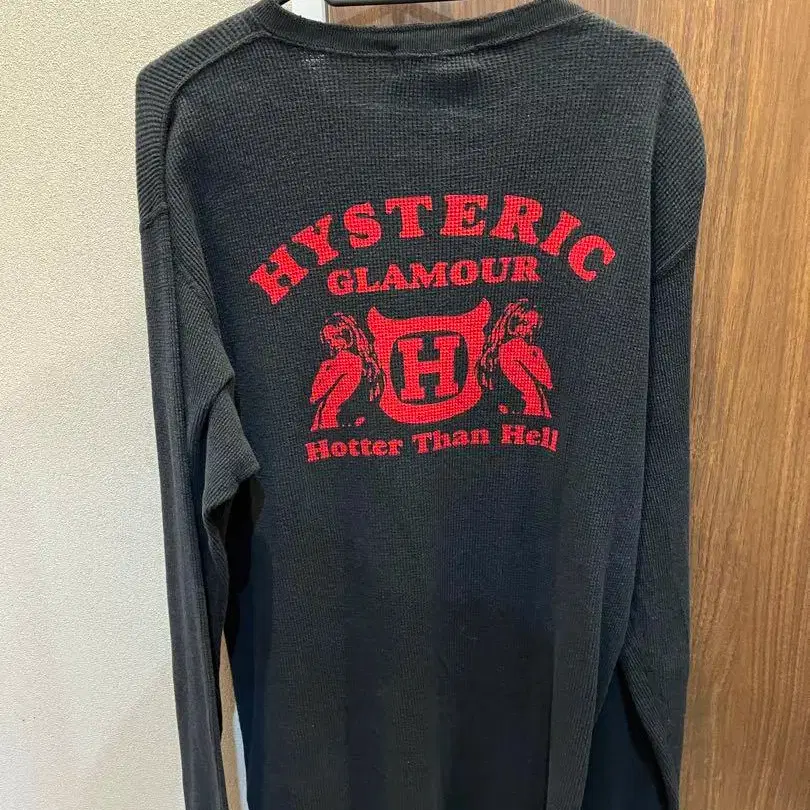 HYSTERIC
GLAMOUR
H
Hotter Than Hell